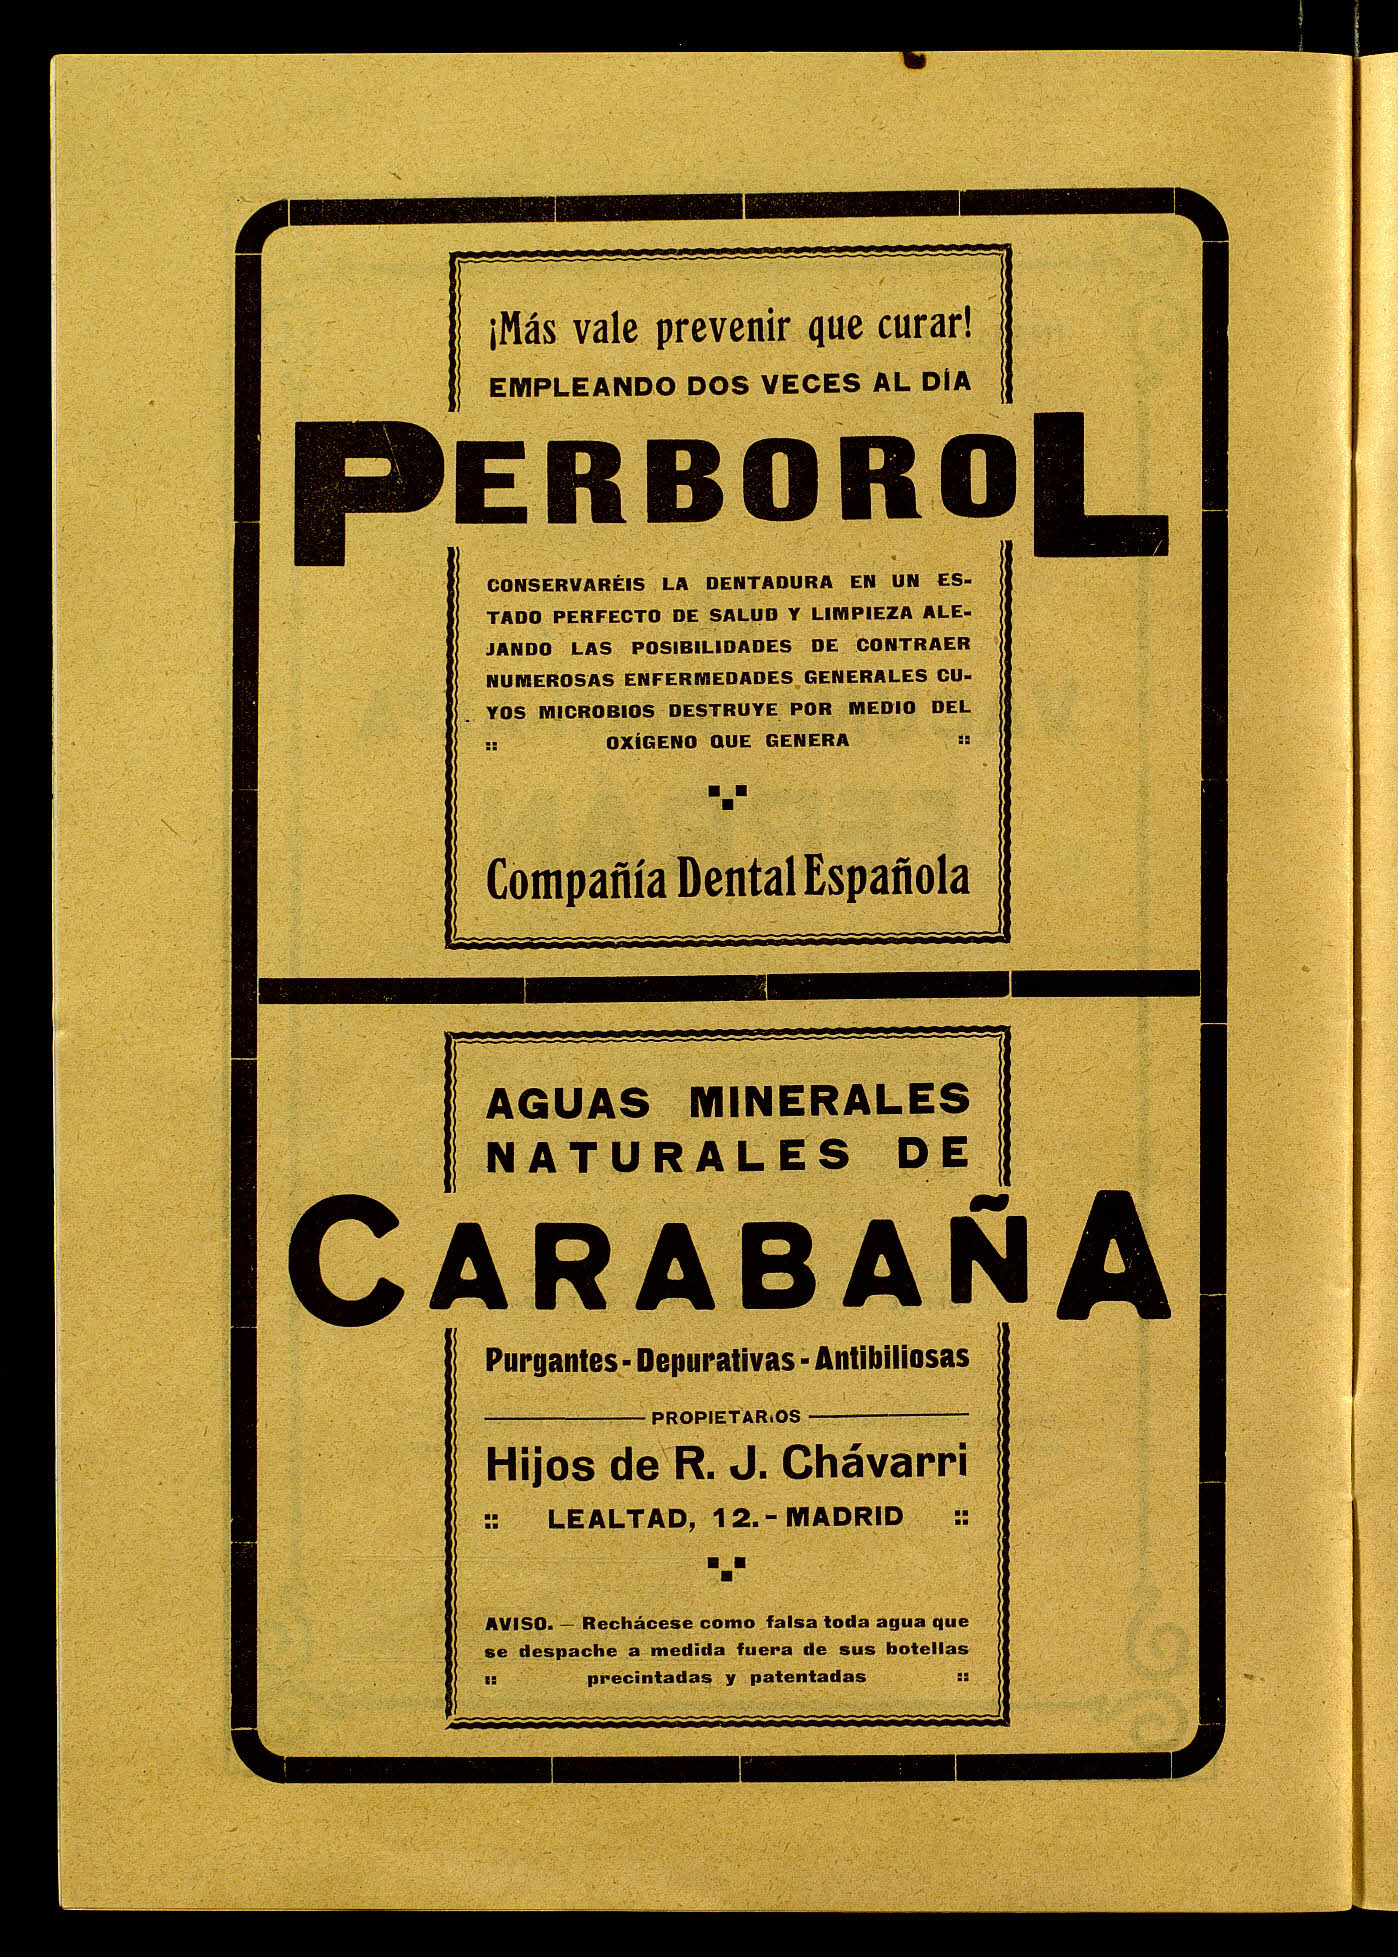 ¡Más vale prevenir que curar!
EMPLEANDO DOS VECES AL DÍA
PERBOROL
CONSERVARÉIS LA DENTADURA EN UN ES-
TADO PERFECTO DE SALUD Y LIMPIEZA ALE-
JANDO LAS POSIBILIDADES DE CONTRAER
NUMEROSAS ENFERMEDADES GENERALES CU-
YOS MICROBIOS DESTRUYE POR MEDIO DEL
:: OXÍGENO QUE GENERA ::
Compañía Dental Española
AGUAS MINERALES
NATURALES DE
CARABAÑA
Purgantes - Depurativas - Antibiliosas
PROPIETARIOS
Hijos de R. J. Chávarri
:: LEALTAD, 12.-MADRID ::
AVISO. — Rechácese como falsa toda agua que
se despache a medida fuera de sus botellas
:: precintadas y patentadas ::